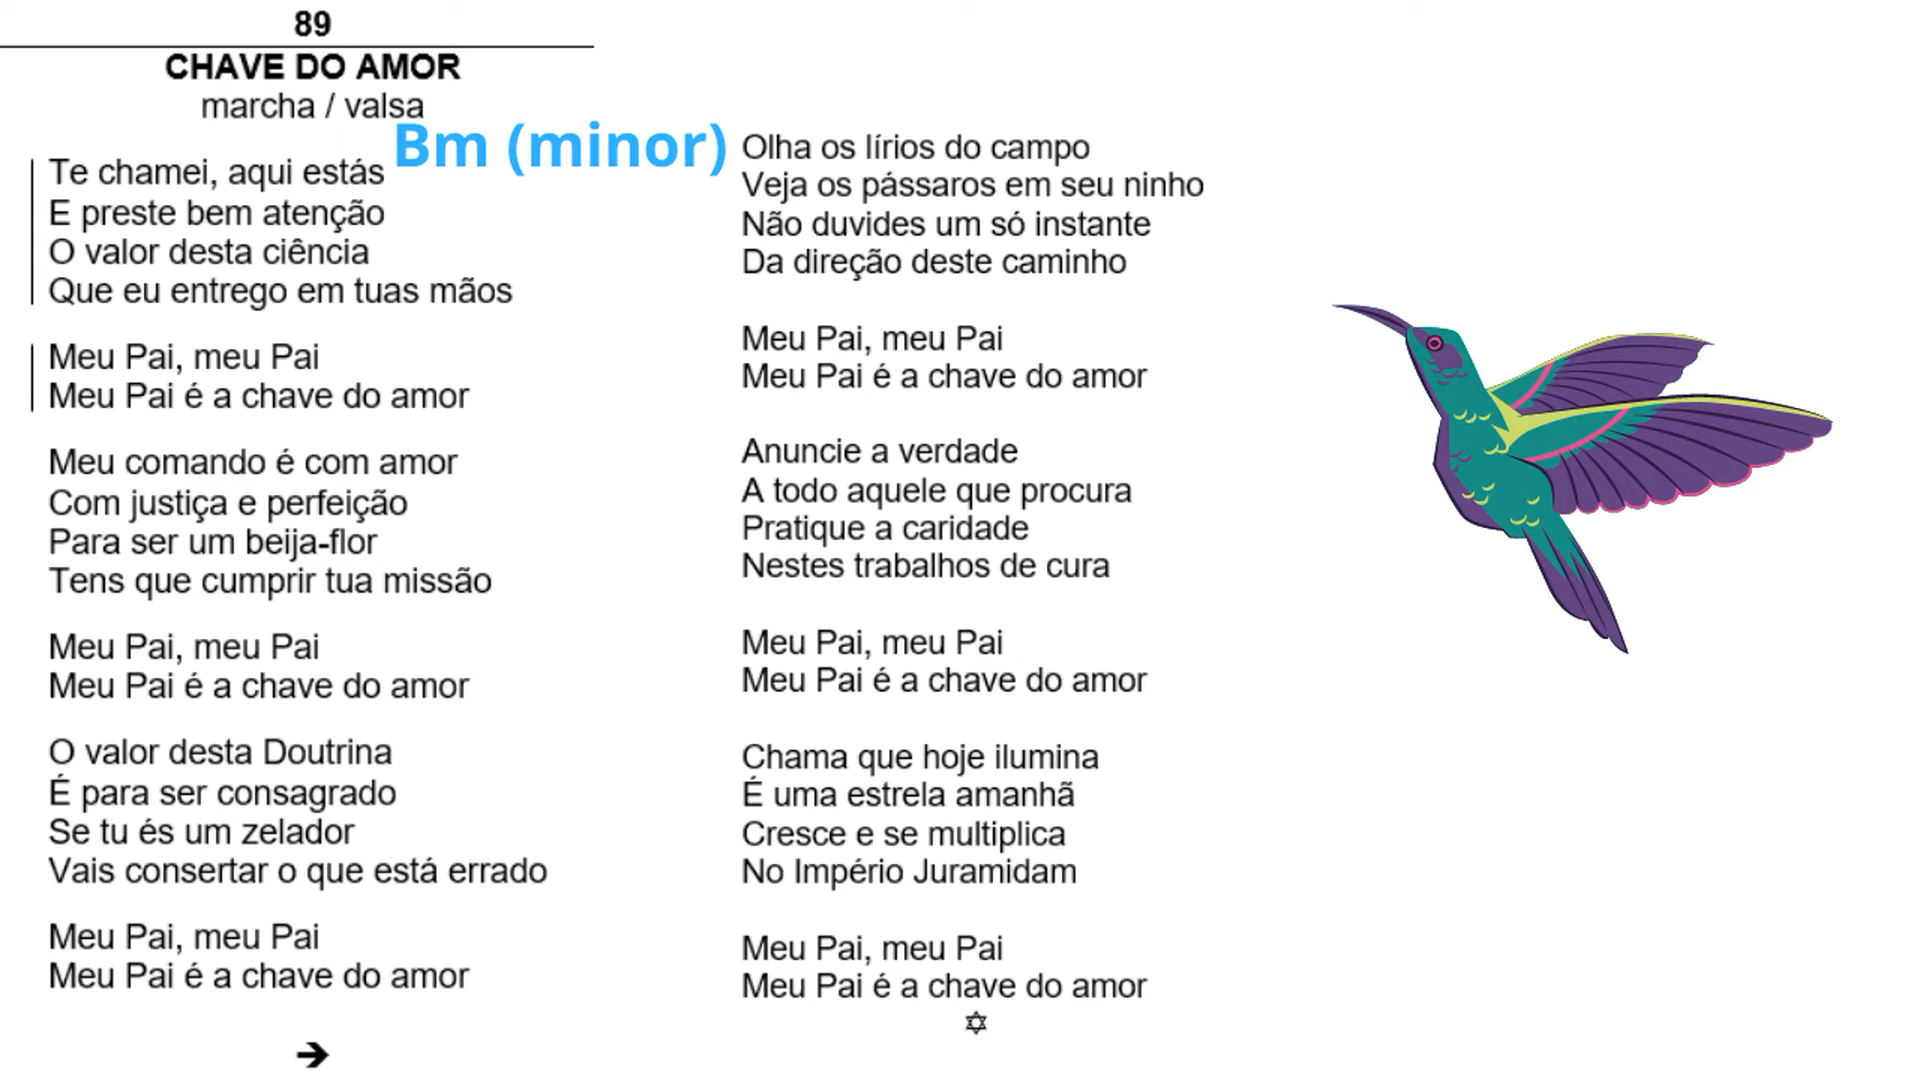 89
CHAVE DO AMOR
marcha / valsa
Bm (minor)
Te chamei, aqui estás
E preste bem atenção
O valor desta ciência
Que eu entrego em tuas mãos
Meu Pai, meu Pai
Meu Pai é a chave do amor
Meu comando é com amor
Com justiça e perfeição
Para ser um beija-flor
Tens que cumprir tua missão
Meu Pai, meu Pai
Meu Pai é a chave do amor
O valor desta Doutrina
É para ser consagrado
Se tu és um zelador
Vais consertar o que está errado
Meu Pai, meu Pai
Meu Pai é a chave do amor
Olha os lírios do campo
Veja os pássaros em seu ninho
Não duvides um só instante
Da direção deste caminho
Meu Pai, meu Pai
Meu Pai é a chave do amor
Anuncie a verdade
A todo aquele que procura
Pratique a caridade
Nestes trabalhos de cura
Meu Pai, meu Pai
Meu Pai é a chave do amor
Chama que hoje ilumina
É uma estrela amanhã
Cresce e se multiplica
No Império Juramidam
Meu Pai, meu Pai
Meu Pai é a chave do amor